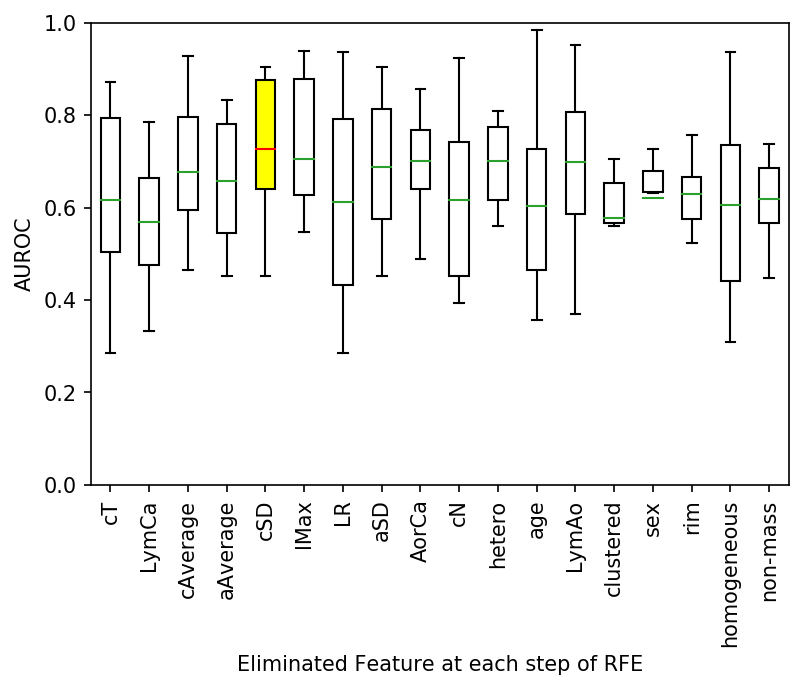 1.0
0.8
0.6
0.4
0.2
0.0
AUROC
cT
LymCa
cAverage
aAverage
cSD
lMax
LR
aSD
AorCa
cN
hetero
age
LymAo
clustered
sex
rim
homogeneous
non-mass
Eliminated Feature at each step of RFE